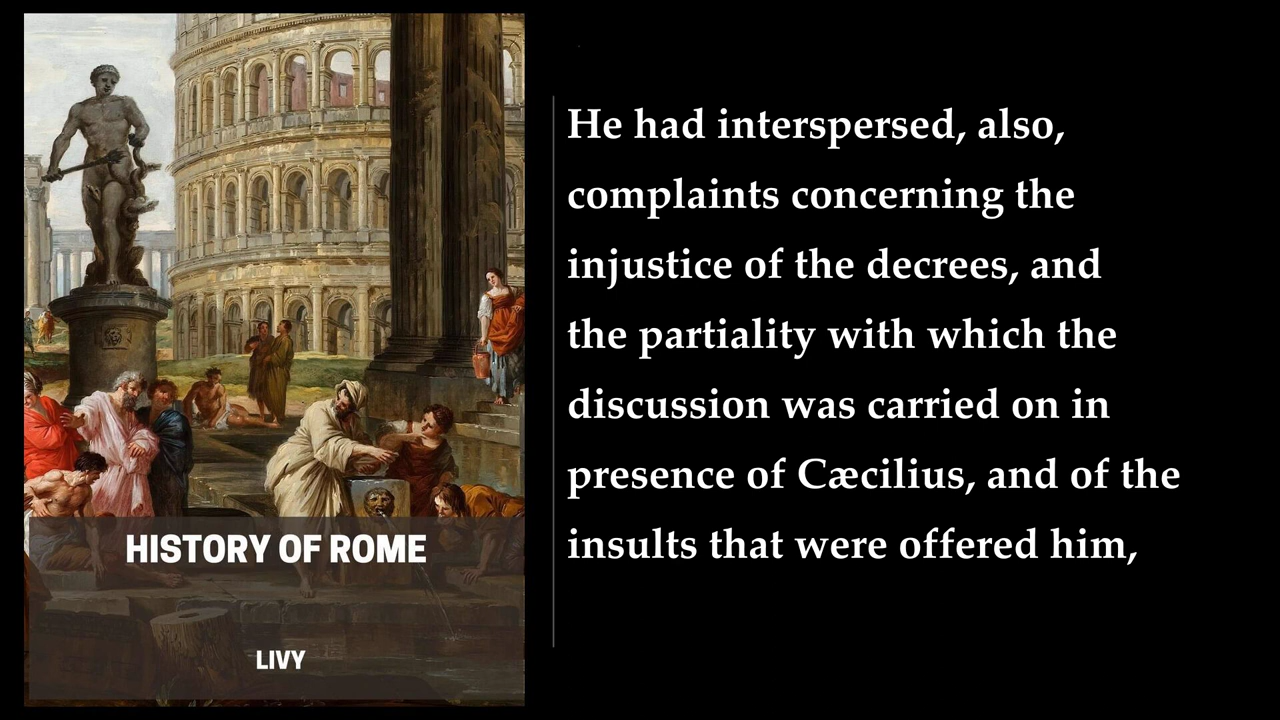 HISTORY OF ROME
LIVY
He had interspersed, also,
complaints concerning the
injustice of the decrees, and
the partiality with which the
discussion was carried on in
presence of Cæcilius, and of the
insults that were offered him,